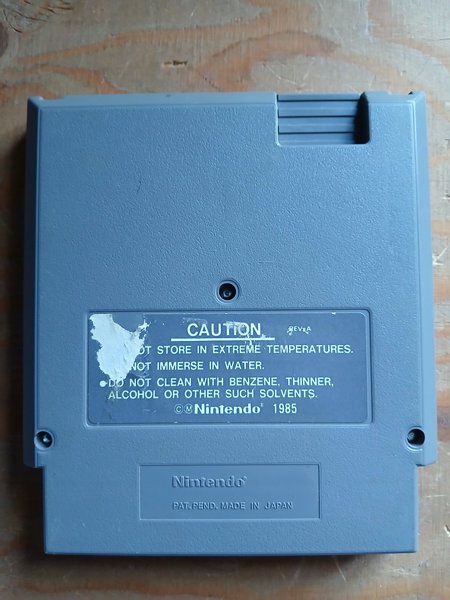 CAUTION REV-A
OT STORE IN EXTREME TEMPERATURES.
NOT IMMERSE IN WATER.
•DO NOT CLEAN WITH BENZENE, THINNER,
ALCOHOL OR OTHER SUCH SOLVENTS.
©Ⓜ Nintendo® 1985
Nintendo®
PAT.PEND. MADE IN JAPAN